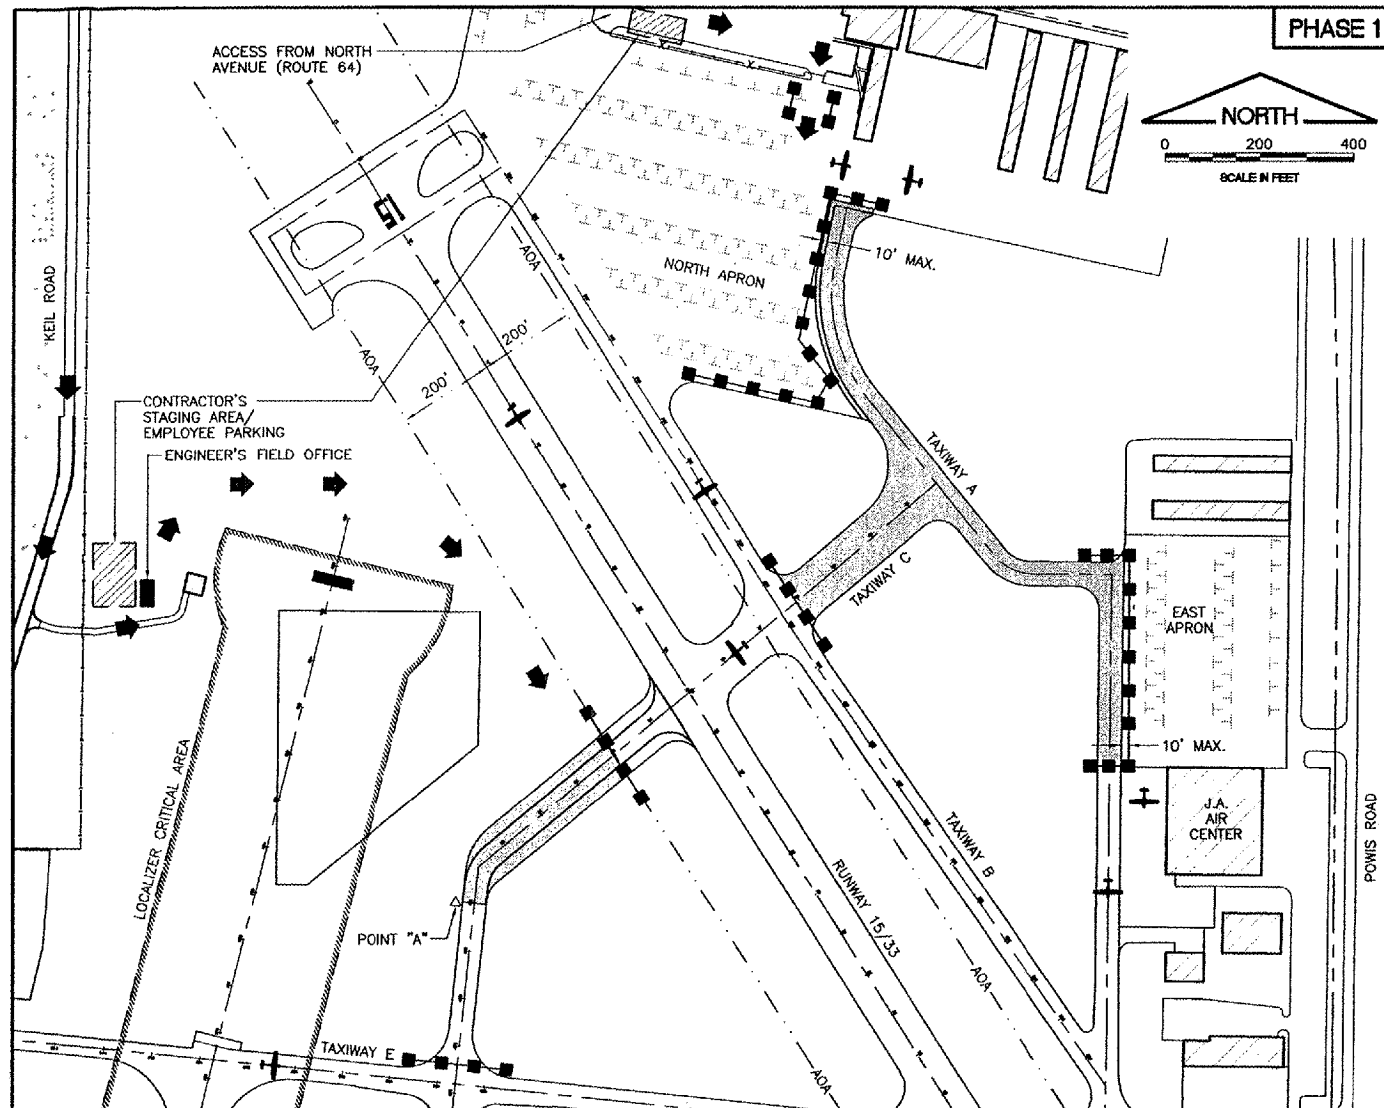 PHASE 1
ACCESS FROM NORTH
AVENUE (ROUTE 64)
NORTH
0 200 400
SCALE IN FEET
15
AOA
10' MAX.
NORTH APRON
KEIL ROAD
AOA
200'
200'
CONTRACTOR'S
STAGING AREA/
EMPLOYEE PARKING
ENGINEER'S FIELD OFFICE
TAXIWAY A
TAXIWAY C
EAST
APRON
10' MAX.
LOCALIZER CRITICAL AREA
J.A.
AIR
CENTER
POWIS ROAD
TAXIWAY B
RUNWAY 15/33
POINT "A"
AOA
TAXIWAY E
AOA